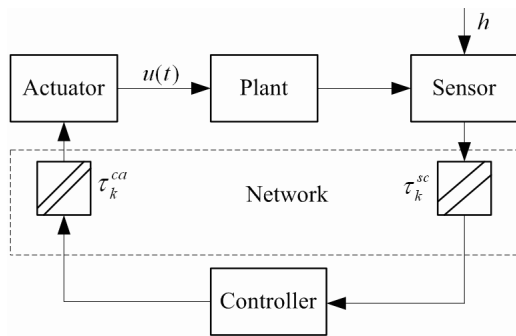 h
Actuator
u(t)
Plant
Sensor
τ_k^{ca}
Network
τ_k^{sc}
Controller